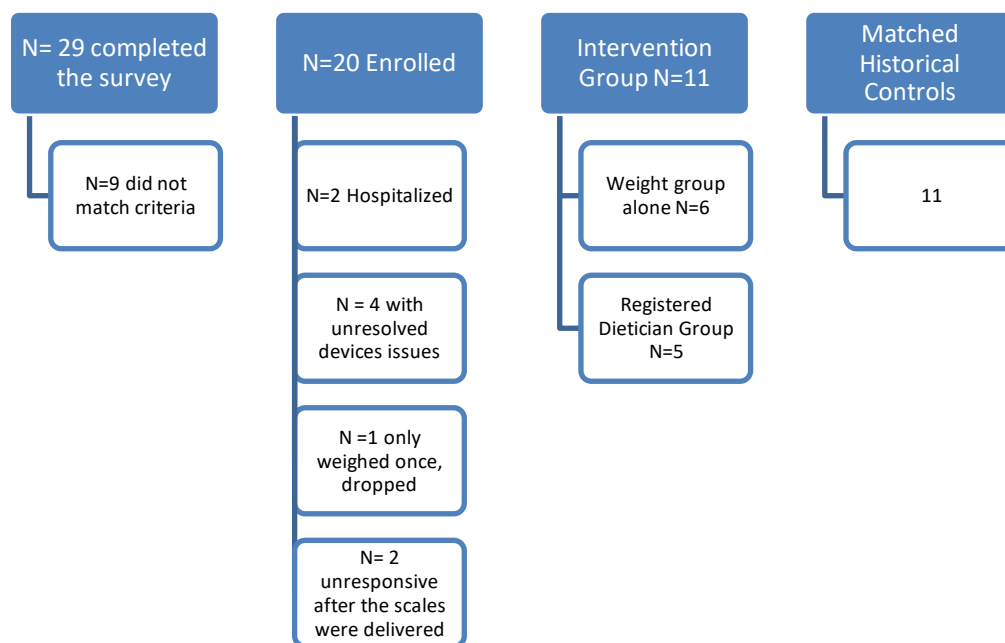 N= 29 completed
the survey
N=9 did not
match criteria
N=20 Enrolled
N=2 Hospitalized
N = 4 with
unresolved
devices issues
N =1 only
weighed once,
dropped
N= 2
unresponsive
after the scales
were delivered
Intervention
Group N=11
Weight group
alone N=6
Registered
Dietician Group
N=5
Matched
Historical
Controls
11